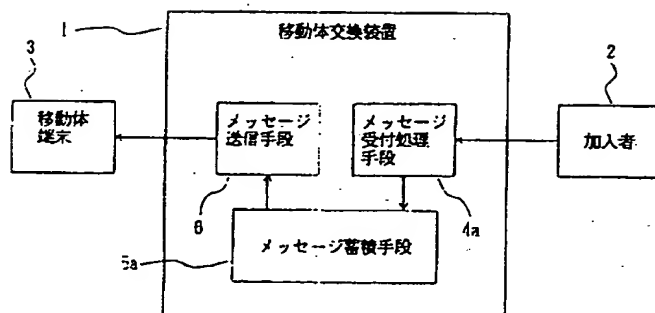 1
移動体交換装置
3
2
移動体
端末
メッセージ
送信手段
メッセージ
受付処理
手段
加入者
6
4a
メッセージ蓄積手段
5a